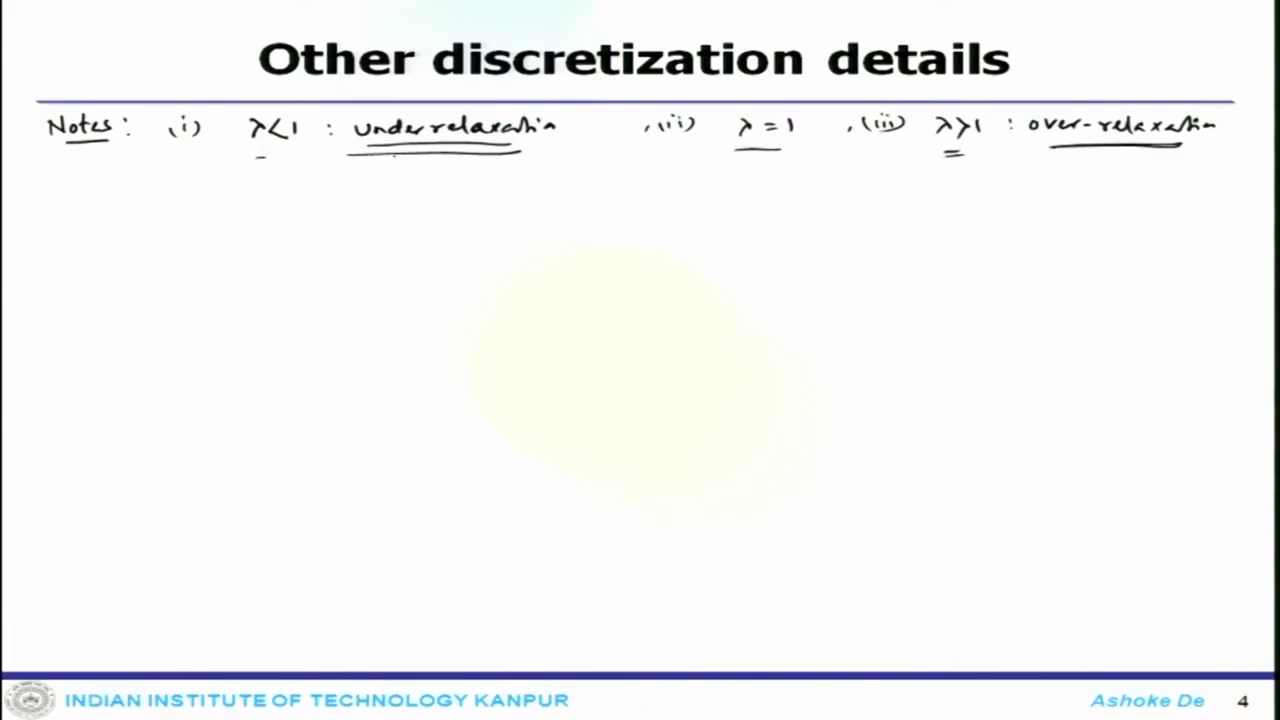 Other discretization details
Notes: (i) λ<1 : underrelaxation , (ii) λ=1 , (iii) λ>1 : over-relaxation
INDIAN INSTITUTE OF TECHNOLOGY KANPUR Ashoke De 4